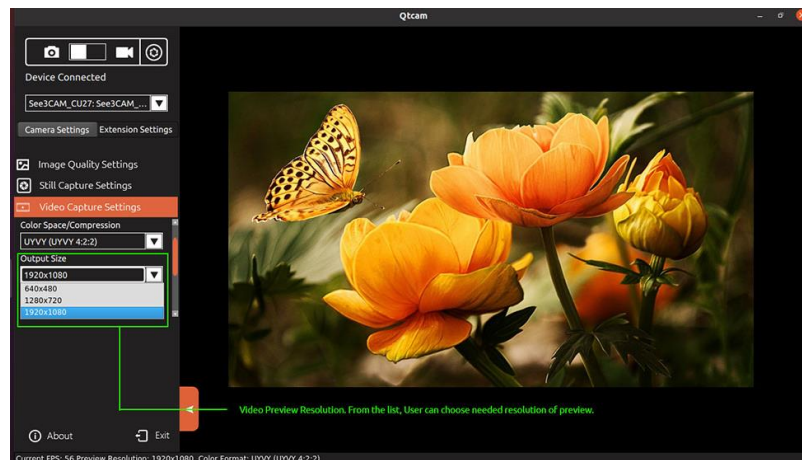 Qtcam
Device Connected
See3CAM_CU27: See3CAM_...
Camera Settings Extension Settings
Image Quality Settings
Still Capture Settings
Video Capture Settings
Color Space/Compression
UYVY (UYVY 4:2:2)
Output Size
1920x1080
640x480
1280x720
1920x1080
Video Preview Resolution. From the list, User can choose needed resolution of preview.
About Exit
Current FPS: 56 Preview Resolution: 1920x1080 Color Format: UYVY (UYVY 4:2:2)